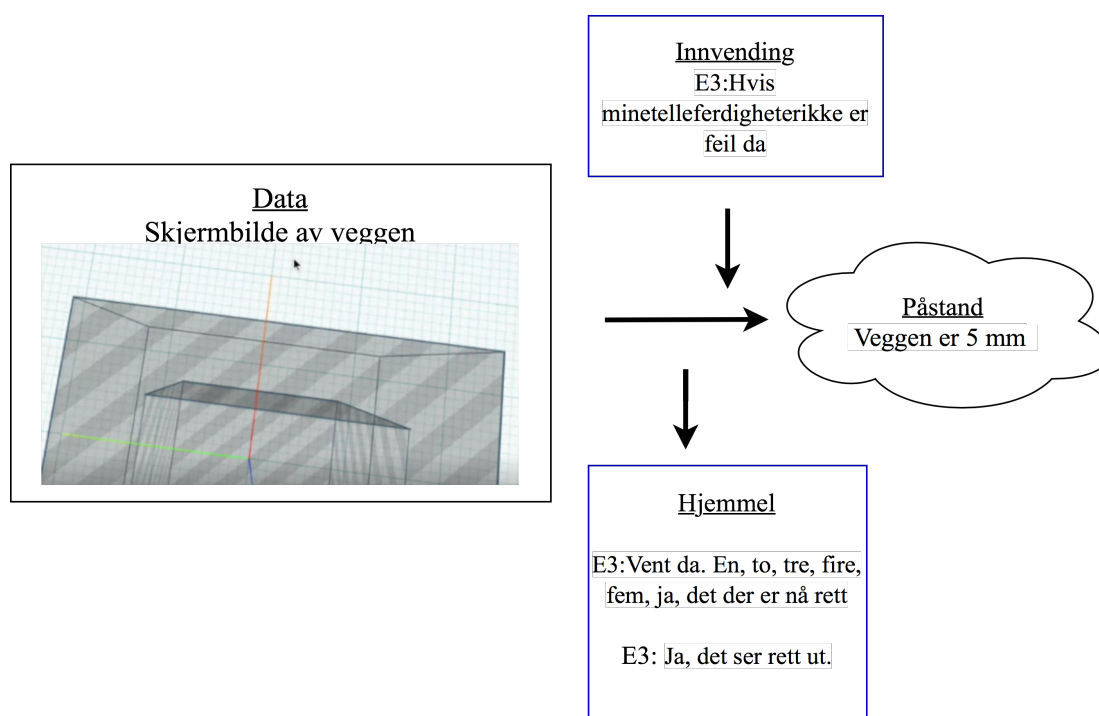 Innvending
E3:Hvis
minetelleferdigheterikke er
feil da
Data
Skjermbilde av veggen
Påstand
Veggen er 5 mm
Hjemmel
E3:Vent da. En, to, tre, fire,
fem, ja, det der er nå rett
E3: Ja, det ser rett ut.